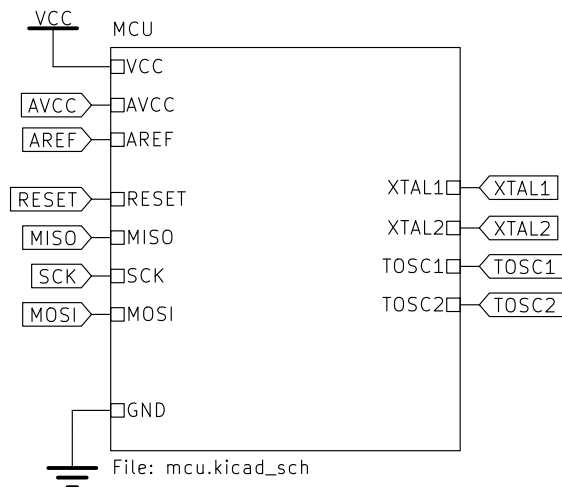 VCC
MCU
VCC
AVCC AVCC
AREF AREF
RESET RESET
XTAL1 XTAL1
MISO MISO
XTAL2 XTAL2
SCK SCK
TOSC1 TOSC1
MOSI MOSI
TOSC2 TOSC2
GND
File: mcu.kicad_sch